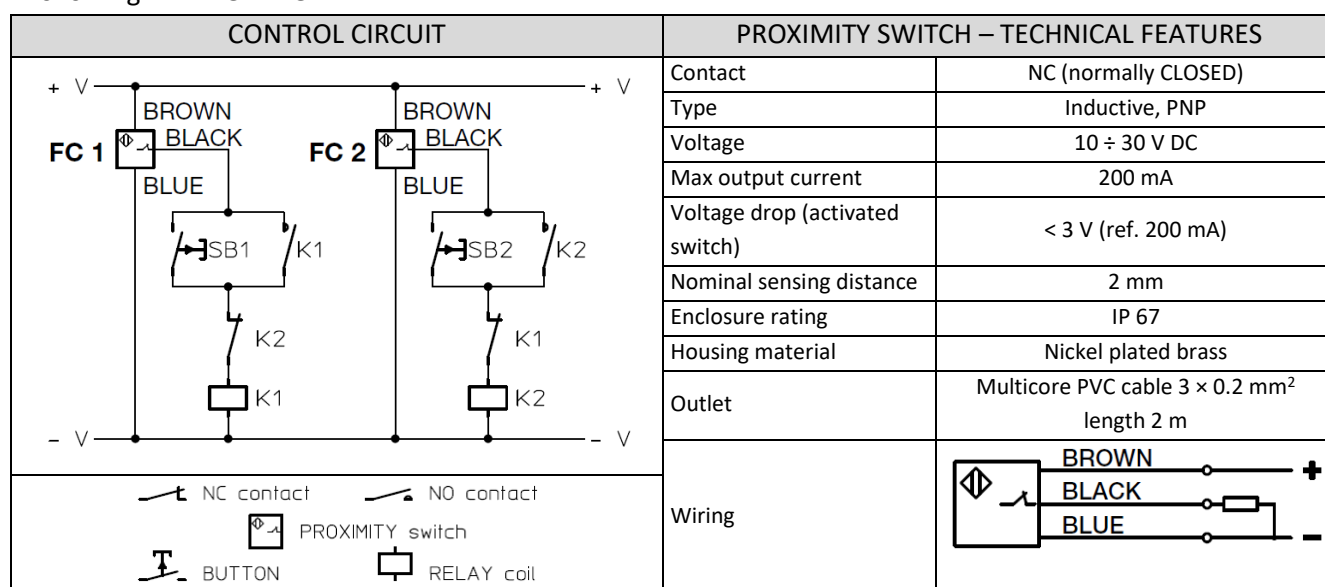 CONTROL CIRCUIT
+ V
+ V
BROWN
BROWN
FC 1
BLACK
FC 2
BLACK
BLUE
BLUE
SB1
K1
SB2
K2
K2
K1
K1
K2
- V
- V
NC contact
NO contact
PROXIMITY switch
BUTTON
RELAY coil
PROXIMITY SWITCH – TECHNICAL FEATURES
Contact
NC (normally CLOSED)
Type
Inductive, PNP
Voltage
10 ÷ 30 V DC
Max output current
200 mA
Voltage drop (activated
switch)
< 3 V (ref. 200 mA)
Nominal sensing distance
2 mm
Enclosure rating
IP 67
Housing material
Nickel plated brass
Outlet
Multicore PVC cable 3 × 0.2 mm²
length 2 m
Wiring
BROWN
+
BLACK
BLUE
-